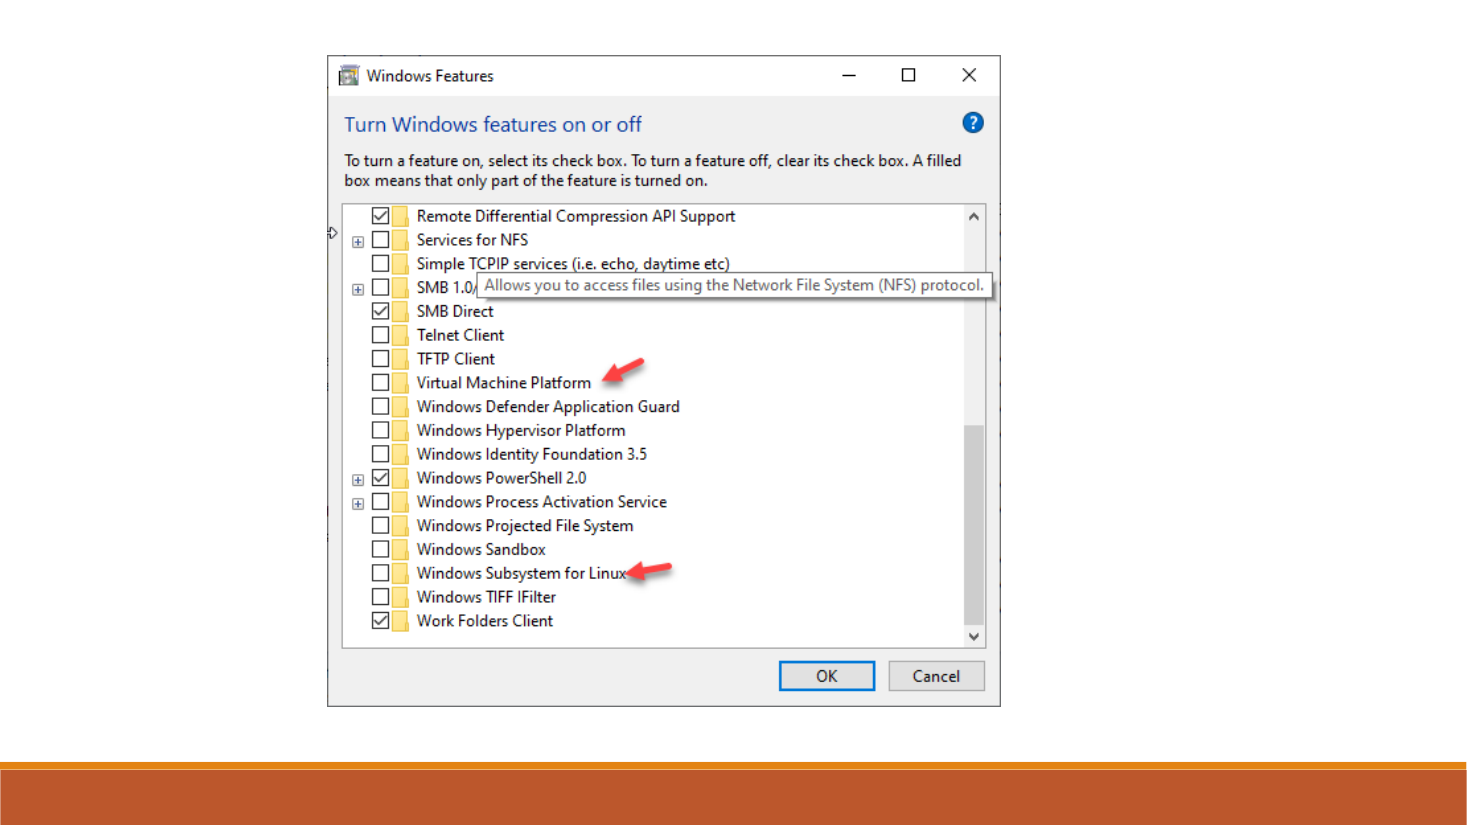 Windows Features
Turn Windows features on or off
To turn a feature on, select its check box. To turn a feature off, clear its check box. A filled
box means that only part of the feature is turned on.
Remote Differential Compression API Support
Services for NFS
Simple TCPIP services (i.e. echo, daytime etc)
SMB 1.0/
Allows you to access files using the Network File System (NFS) protocol.
SMB Direct
Telnet Client
TFTP Client
Virtual Machine Platform
Windows Defender Application Guard
Windows Hypervisor Platform
Windows Identity Foundation 3.5
Windows PowerShell 2.0
Windows Process Activation Service
Windows Projected File System
Windows Sandbox
Windows Subsystem for Linux
Windows TIFF IFilter
Work Folders Client
OK
Cancel